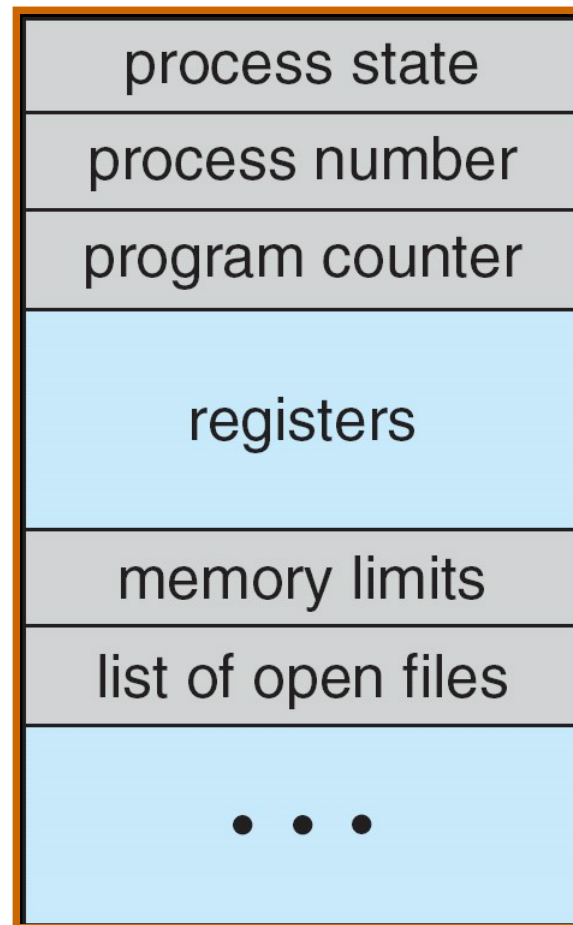 process state
process number
program counter
registers
memory limits
list of open files
• • •